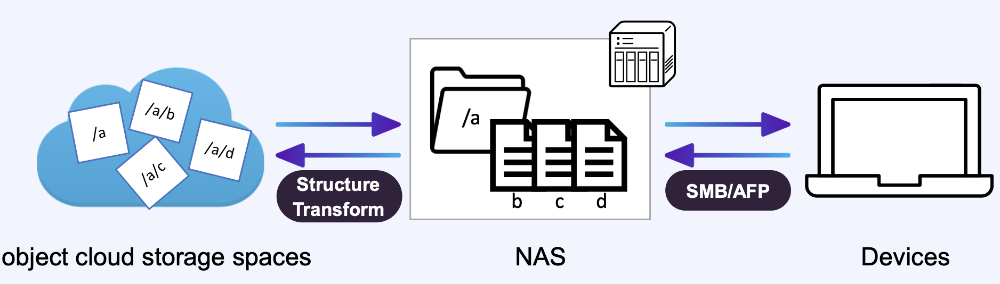 /a
/a/b
/a/c
/a/d
Structure
Transform
/a
b c d
SMB/AFP
object cloud storage spaces
NAS
Devices